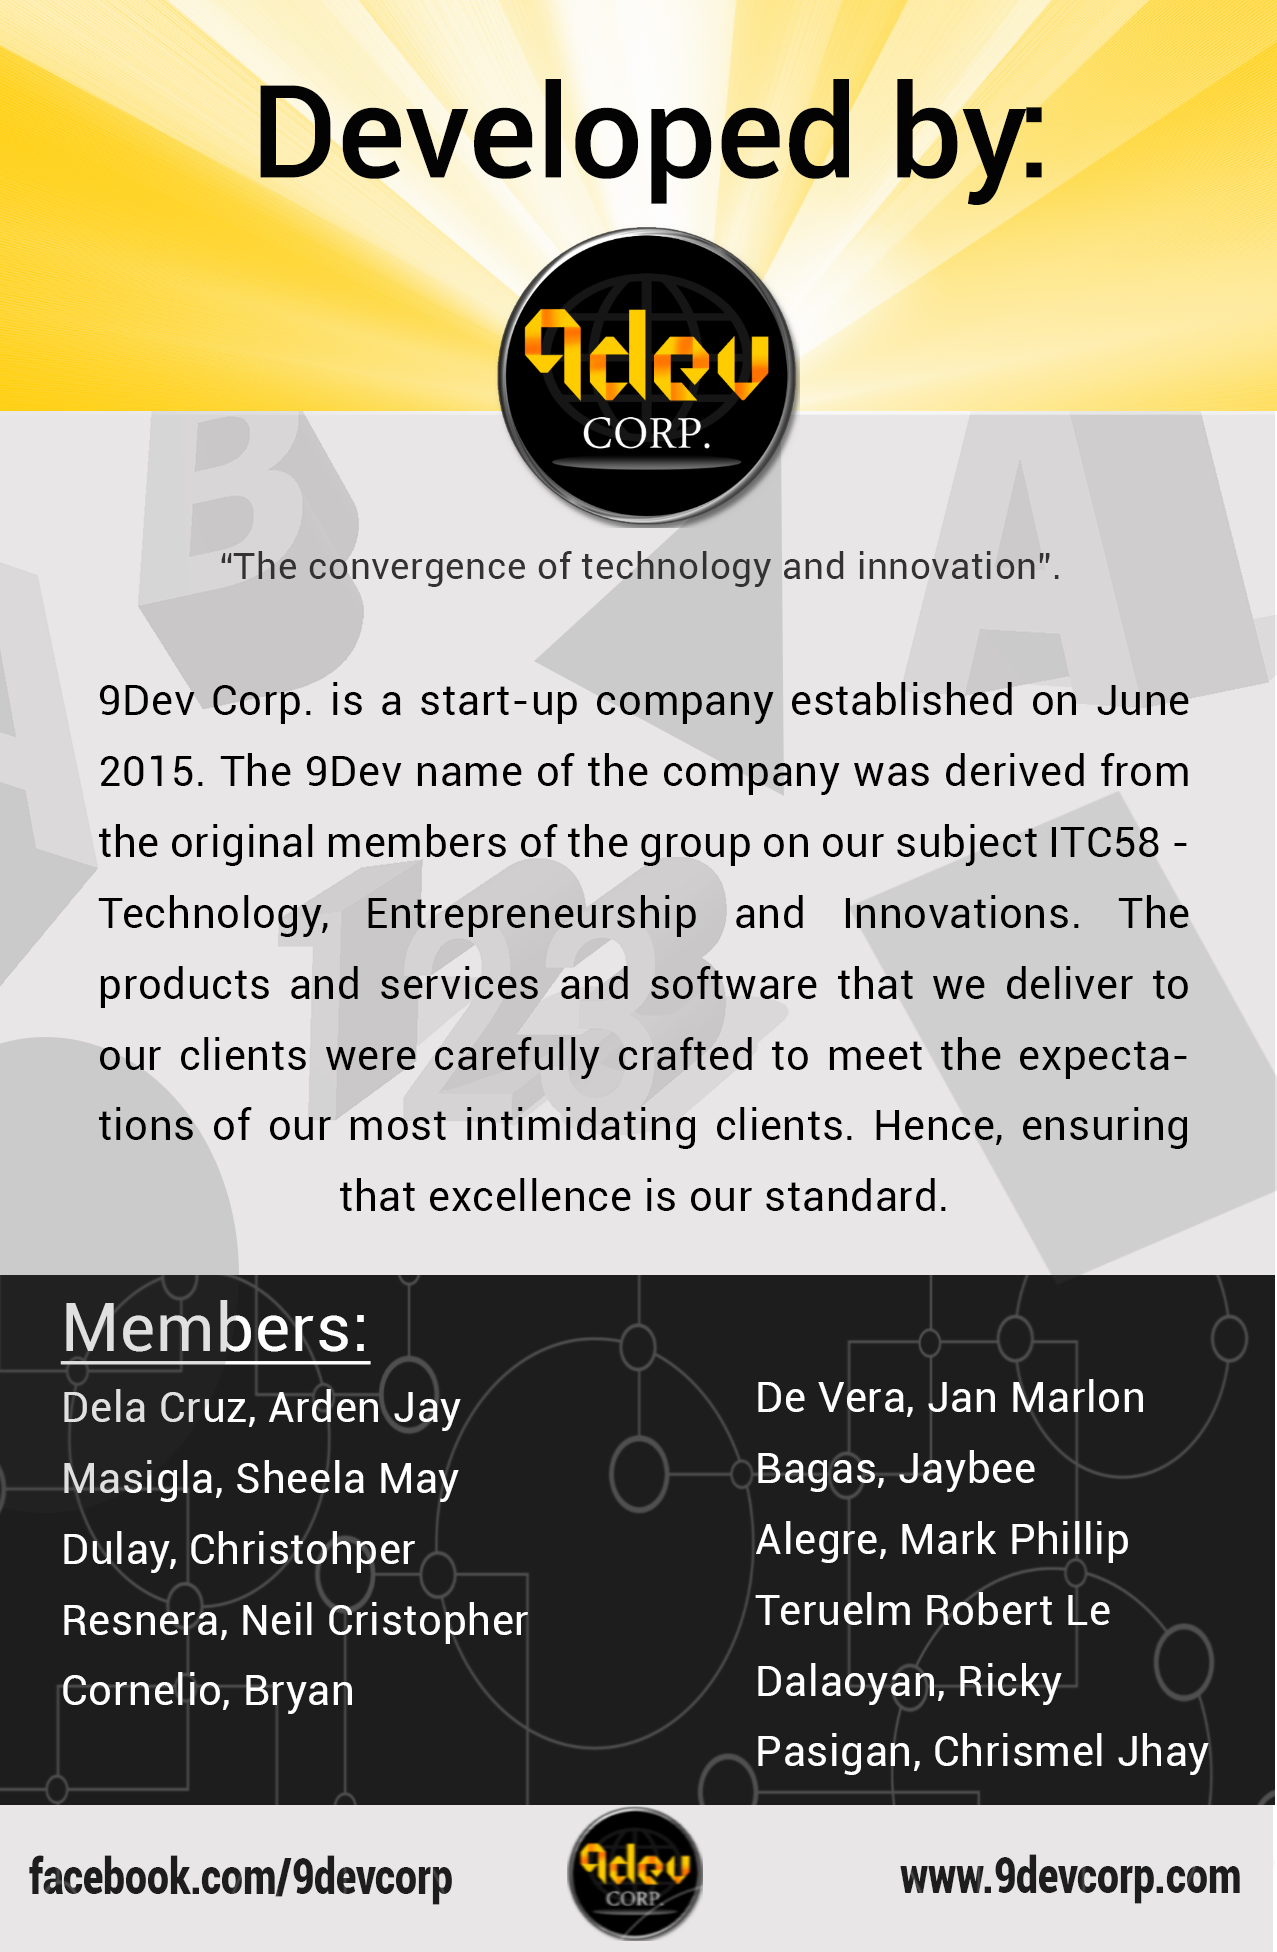 Developed by:
9dev
CORP.
“The convergence of technology and innovation".
9Dev Corp. is a start-up company established on June
2015. The 9Dev name of the company was derived from
the original members of the group on our subject ITC58 -
Technology, Entrepreneurship and Innovations. The
products and services and software that we deliver to
our clients were carefully crafted to meet the expecta-
tions of our most intimidating clients. Hence, ensuring
that excellence is our standard.
Members:
Dela Cruz, Arden Jay
Masigla, Sheela May
Dulay, Christohper
Resnera, Neil Cristopher
Cornelio, Bryan
De Vera, Jan Marlon
Bagas, Jaybee
Alegre, Mark Phillip
Teruelm Robert Le
Dalaoyan, Ricky
Pasigan, Chrismel Jhay
facebook.com/9devcorp
9dev
CORP.
www.9devcorp.com
B
A
A
123